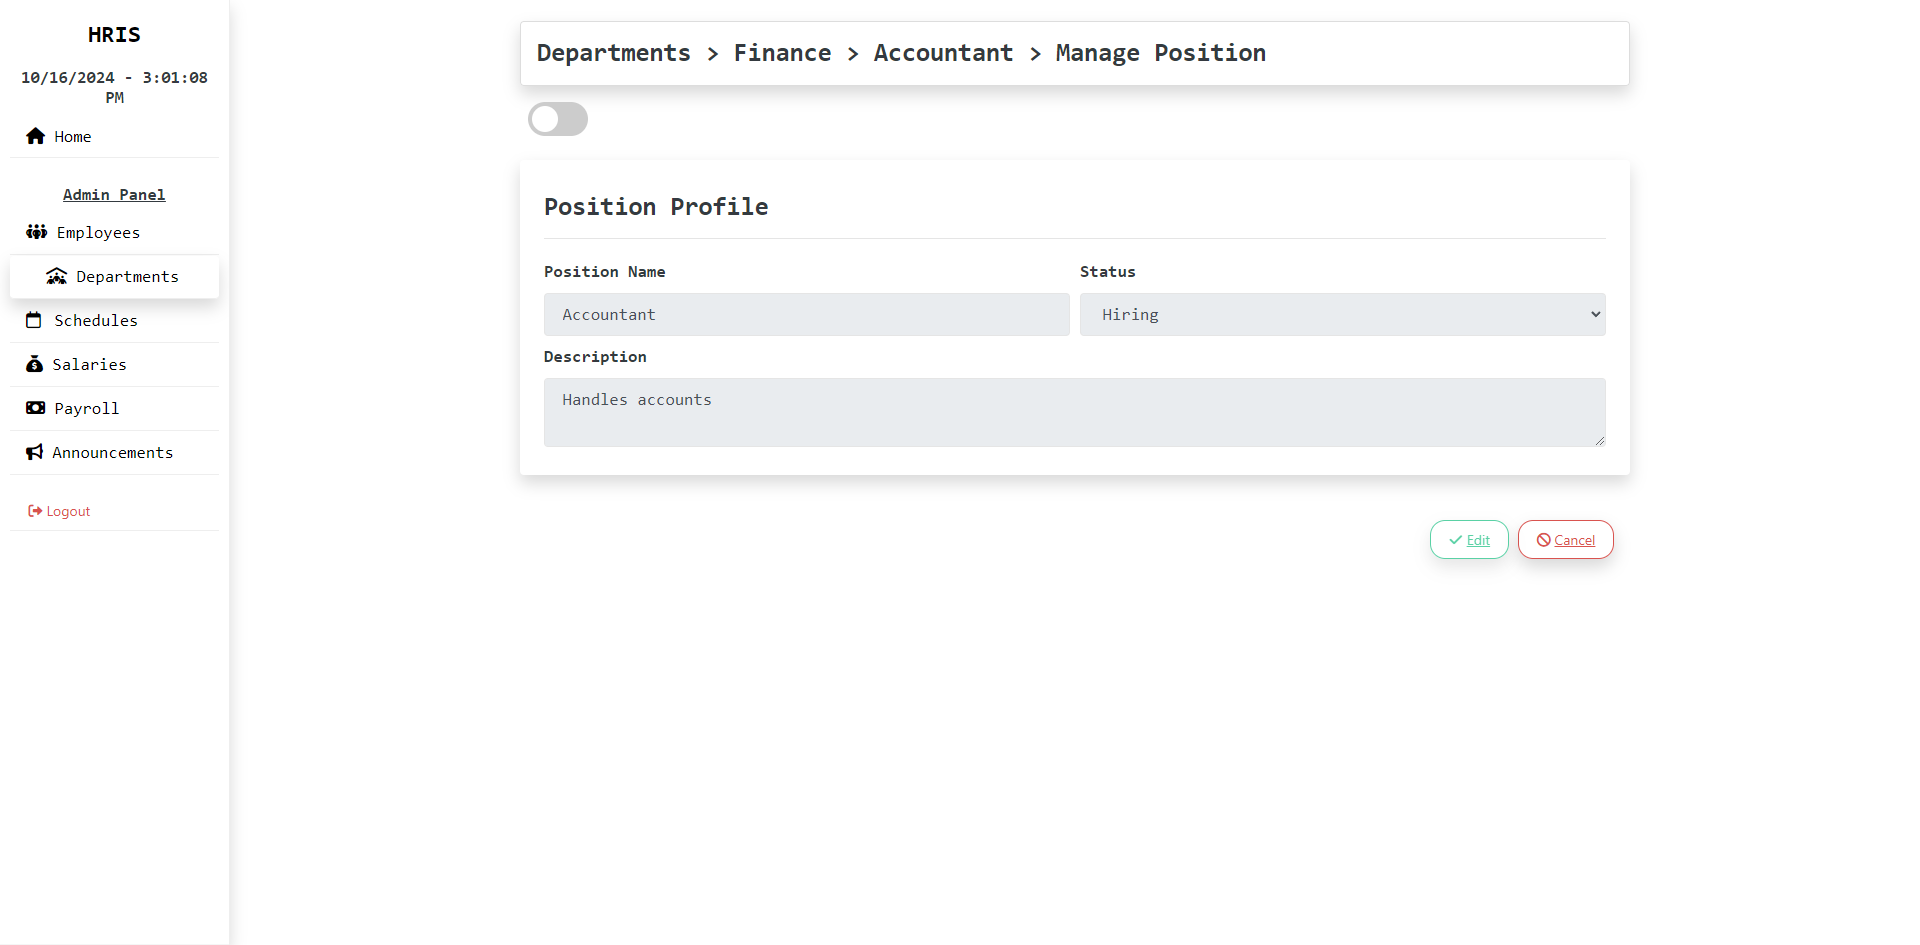 HRIS
10/16/2024 - 3:01:08
PM
Home
Admin Panel
Employees
Departments
Schedules
Salaries
Payroll
Announcements
Logout
Departments > Finance > Accountant > Manage Position
Position Profile
Position Name
Status
Accountant
Hiring
Description
Handles accounts
Edit
Cancel